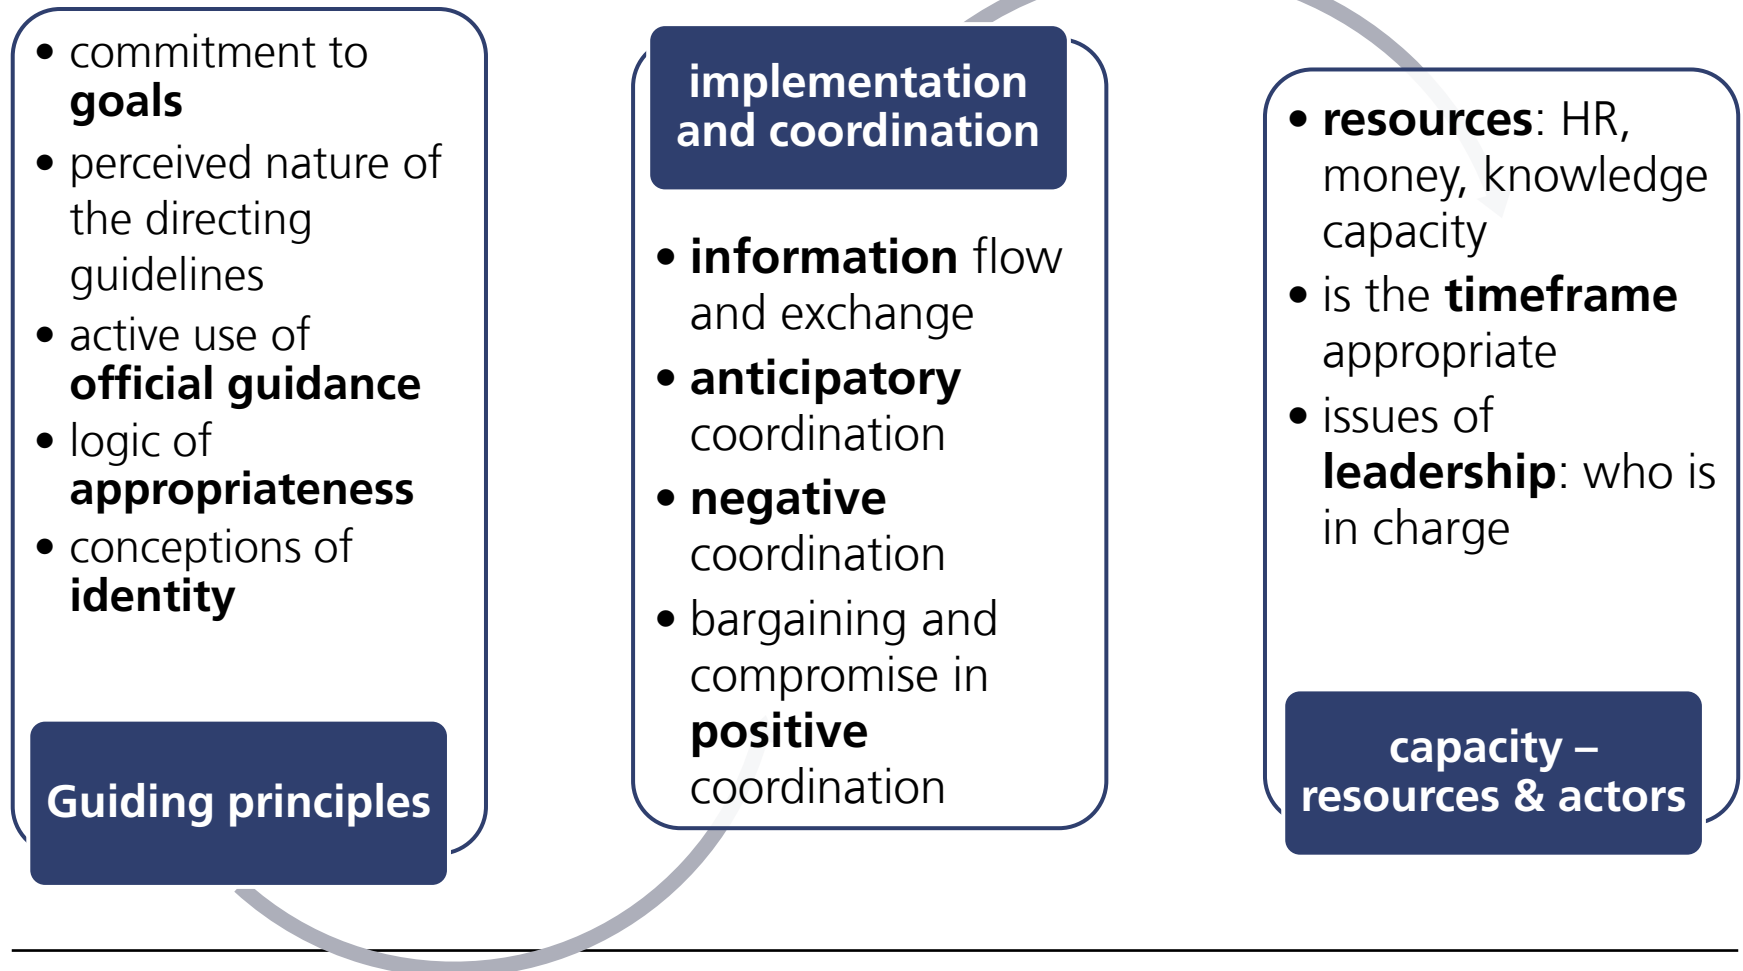 • commitment to
goals
• perceived nature of
the directing
guidelines
• active use of
official guidance
• logic of
appropriateness
• conceptions of
identity
Guiding principles
implementation
and coordination
• information flow
and exchange
• anticipatory
coordination
• negative
coordination
• bargaining and
compromise in
positive
coordination
• resources: HR,
money, knowledge
capacity
• is the timeframe
appropriate
• issues of
leadership: who is
in charge
capacity –
resources & actors